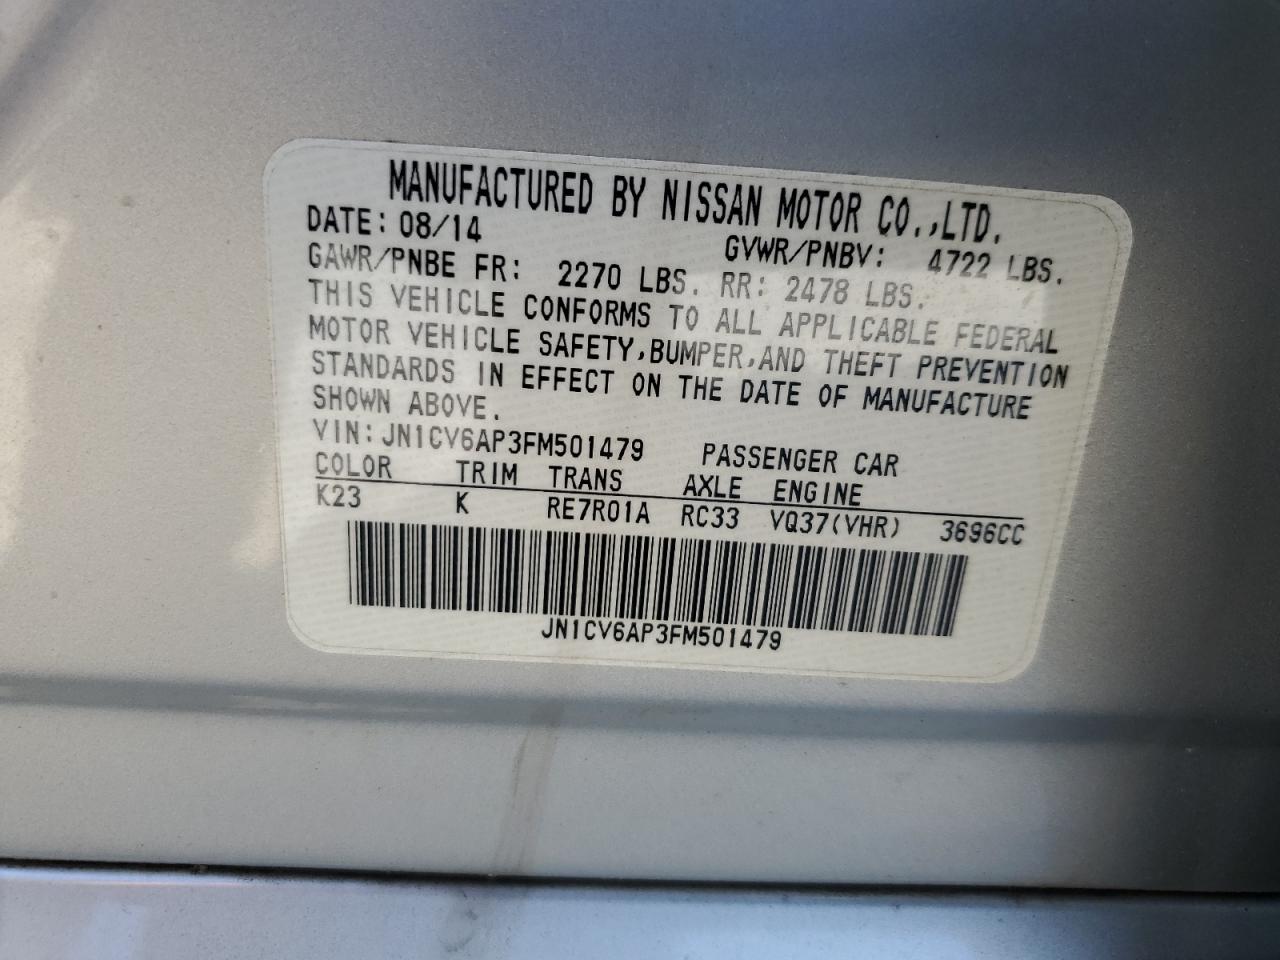 MANUFACTURED BY NISSAN MOTOR CO.,LTD.
DATE: 08/14 GVWR/PNBV: 4722 LBS.
GAWR/PNBE FR: 2270 LBS. RR: 2478 LBS.
THIS VEHICLE CONFORMS TO ALL APPLICABLE FEDERAL
MOTOR VEHICLE SAFETY,BUMPER,AND THEFT PREVENTION
STANDARDS IN EFFECT ON THE DATE OF MANUFACTURE
SHOWN ABOVE.
VIN: JN1CV6AP3FM501479 PASSENGER CAR
COLOR TRIM TRANS AXLE ENGINE
K23 K RE7R01A RC33 VQ37(VHR) 3696CC
JN1CV6AP3FM501479